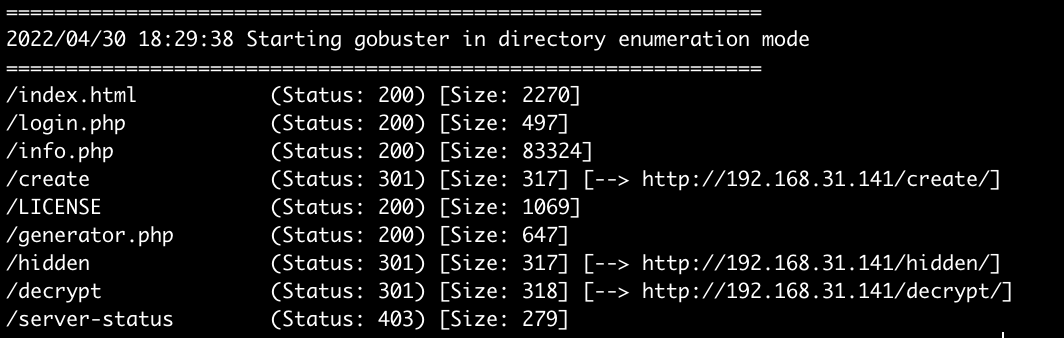 ===============================================================
2022/04/30 18:29:38 Starting gobuster in directory enumeration mode
===============================================================
/index.html           (Status: 200) [Size: 2270]
/login.php            (Status: 200) [Size: 497]
/info.php             (Status: 200) [Size: 83324]
/create               (Status: 301) [Size: 317] [--> http://192.168.31.141/create/]
/LICENSE              (Status: 200) [Size: 1069]
/generator.php        (Status: 200) [Size: 647]
/hidden               (Status: 301) [Size: 317] [--> http://192.168.31.141/hidden/]
/decrypt              (Status: 301) [Size: 318] [--> http://192.168.31.141/decrypt/]
/server-status        (Status: 403) [Size: 279]